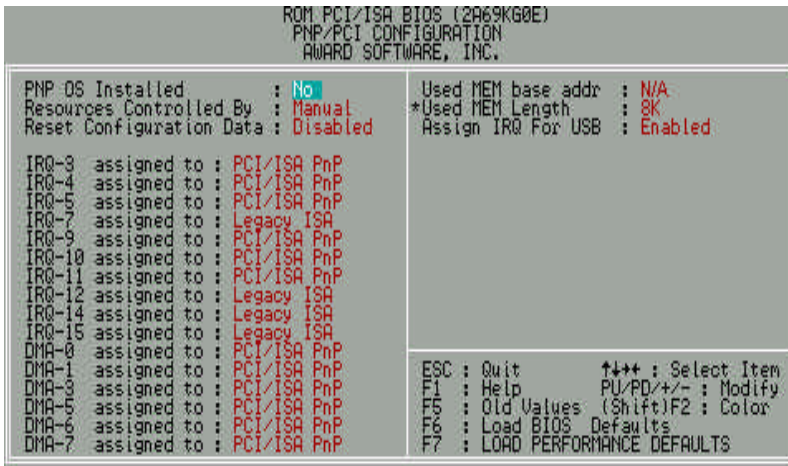 ROM PCI/ISA BIOS (2A69KG0E)
PNP/PCI CONFIGURATION
AWARD SOFTWARE, INC.
PNP OS Installed : No
Resources Controlled By : Manual
Reset Configuration Data : Disabled
IRQ-3 assigned to : PCI/ISA PnP
IRQ-4 assigned to : PCI/ISA PnP
IRQ-5 assigned to : PCI/ISA PnP
IRQ-7 assigned to : Legacy ISA
IRQ-9 assigned to : PCI/ISA PnP
IRQ-10 assigned to : PCI/ISA PnP
IRQ-11 assigned to : PCI/ISA PnP
IRQ-12 assigned to : Legacy ISA
IRQ-14 assigned to : Legacy ISA
IRQ-15 assigned to : Legacy ISA
DMA-0 assigned to : PCI/ISA PnP
DMA-1 assigned to : PCI/ISA PnP
DMA-3 assigned to : PCI/ISA PnP
DMA-5 assigned to : PCI/ISA PnP
DMA-6 assigned to : PCI/ISA PnP
DMA-7 assigned to : PCI/ISA PnP
Used MEM base addr : N/A
*Used MEM Length : 8K
Assign IRQ For USB : Enabled
ESC : Quit ↑↓→← : Select Item
F1 : Help PU/PD/+/- : Modify
F5 : Old Values (Shift)F2 : Color
F6 : Load BIOS Defaults
F7 : LOAD PERFORMANCE DEFAULTS